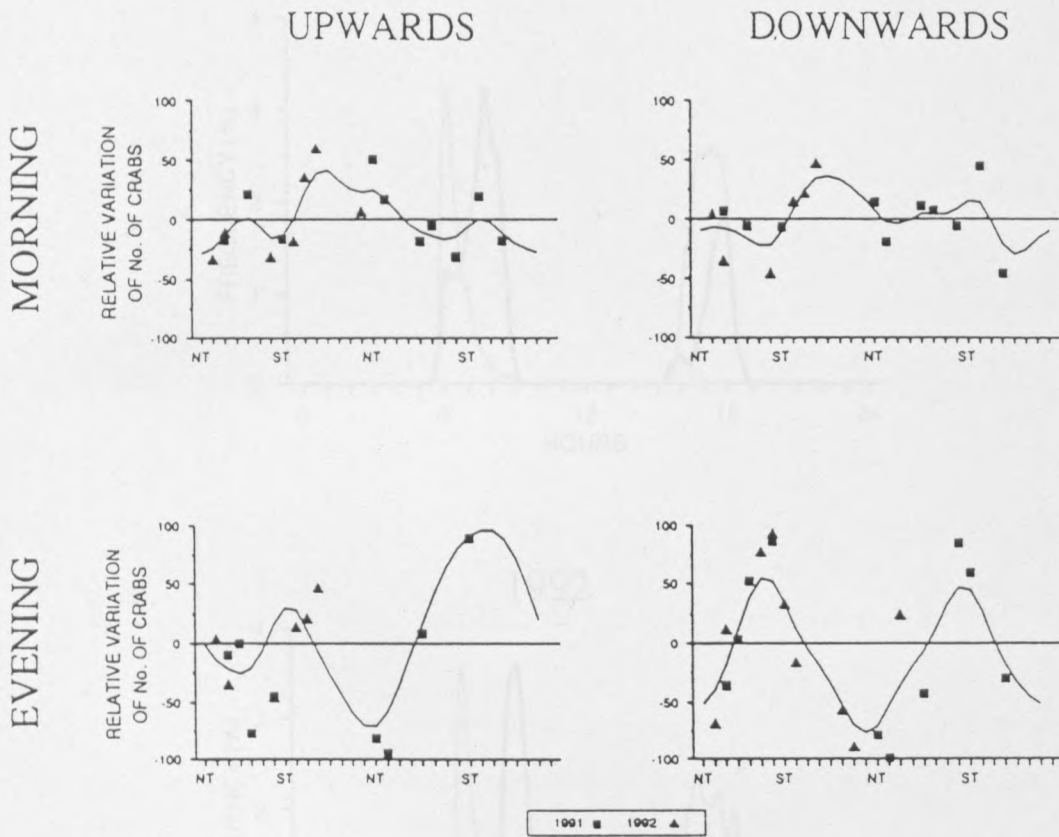 UPWARDS DOWNWARDS
MORNING
RELATIVE VARIATION
OF No. OF CRABS
100
50
0
-50
-100
NT ST NT ST
100
50
0
-50
-100
NT ST NT ST
HOURS
EVENING
RELATIVE VARIATION
OF No. OF CRABS
100
50
0
-50
-100
NT ST NT ST
1992
100
50
0
-50
-100
NT ST NT ST
1991 ■ 1992 ▲